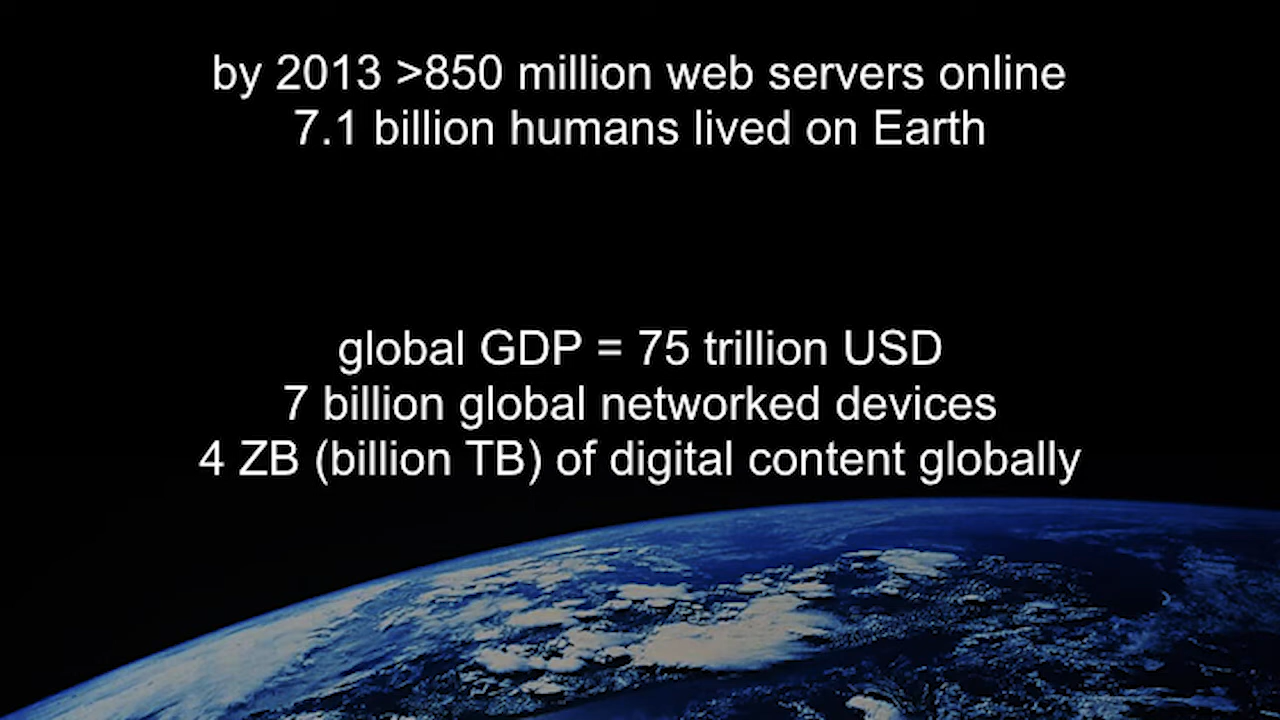 by 2013 >850 million web servers online
7.1 billion humans lived on Earth
global GDP = 75 trillion USD
7 billion global networked devices
4 ZB (billion TB) of digital content globally